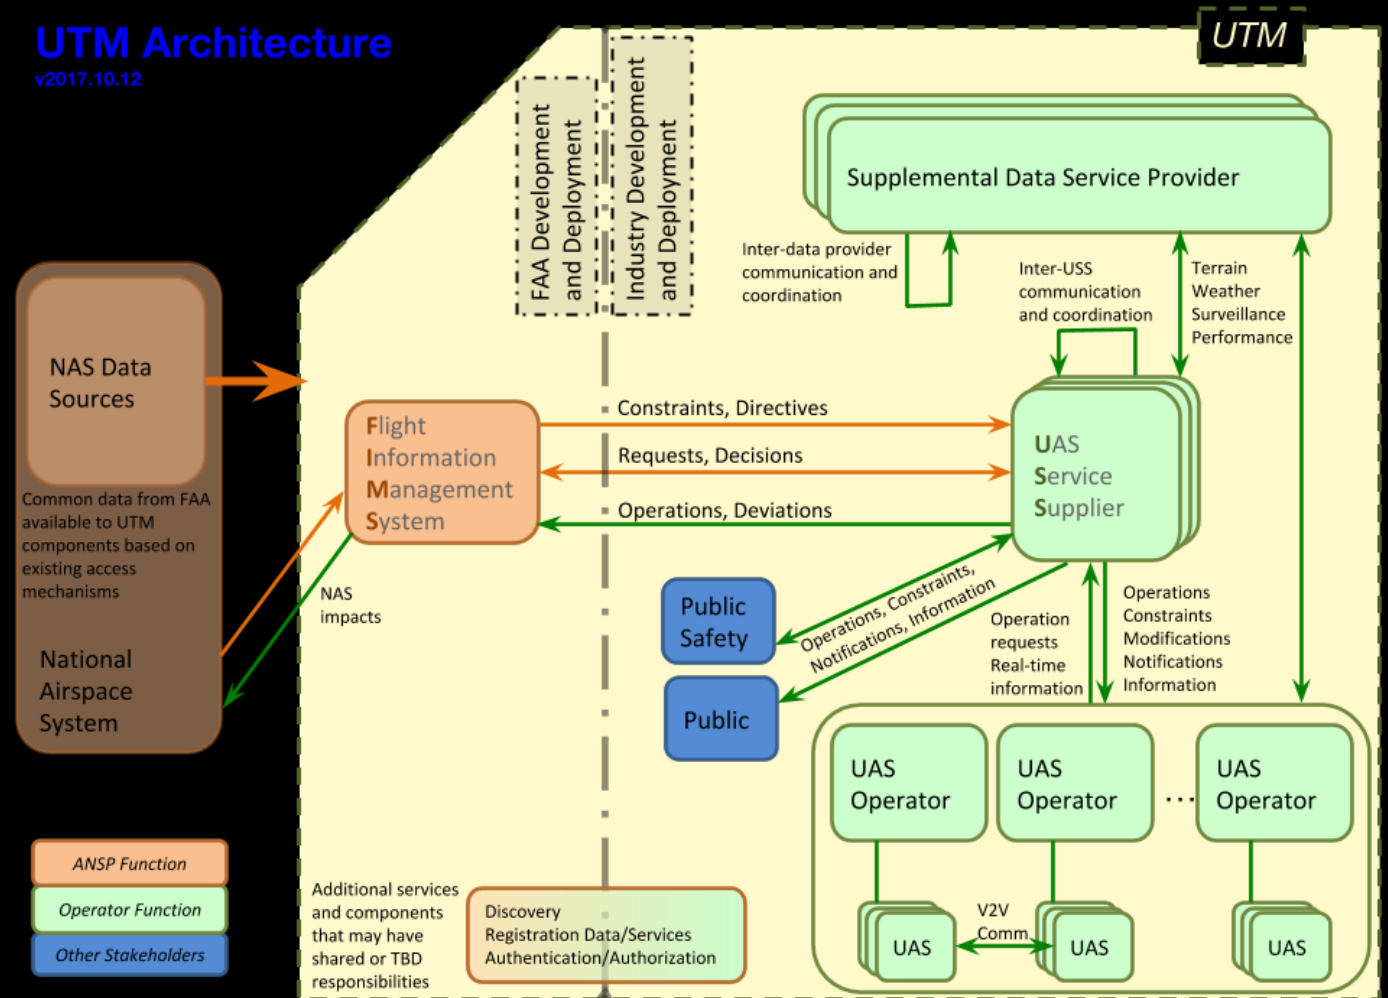 UTM Architecture
v2017.10.12
UTM
FAA Development
and Deployment
Industry Development
and Deployment
Supplemental Data Service Provider
Inter-data provider
communication and
coordination
Inter-USS
communication
and coordination
Terrain
Weather
Surveillance
Performance
NAS Data
Sources
Common data from FAA
available to UTM
components based on
existing access
mechanisms
National
Airspace
System
Flight
Information
Management
System
NAS
impacts
Constraints, Directives
Requests, Decisions
Operations, Deviations
UAS
Service
Supplier
Public
Safety
Public
Operations, Constraints,
Notifications, Information
Operation
requests
Real-time
information
Operations
Constraints
Modifications
Notifications
Information
UAS
Operator
UAS
Operator
...
UAS
Operator
UAS
V2V
Comm
UAS
UAS
ANSP Function
Operator Function
Other Stakeholders
Additional services
and components
that may have
shared or TBD
responsibilities
Discovery
Registration Data/Services
Authentication/Authorization